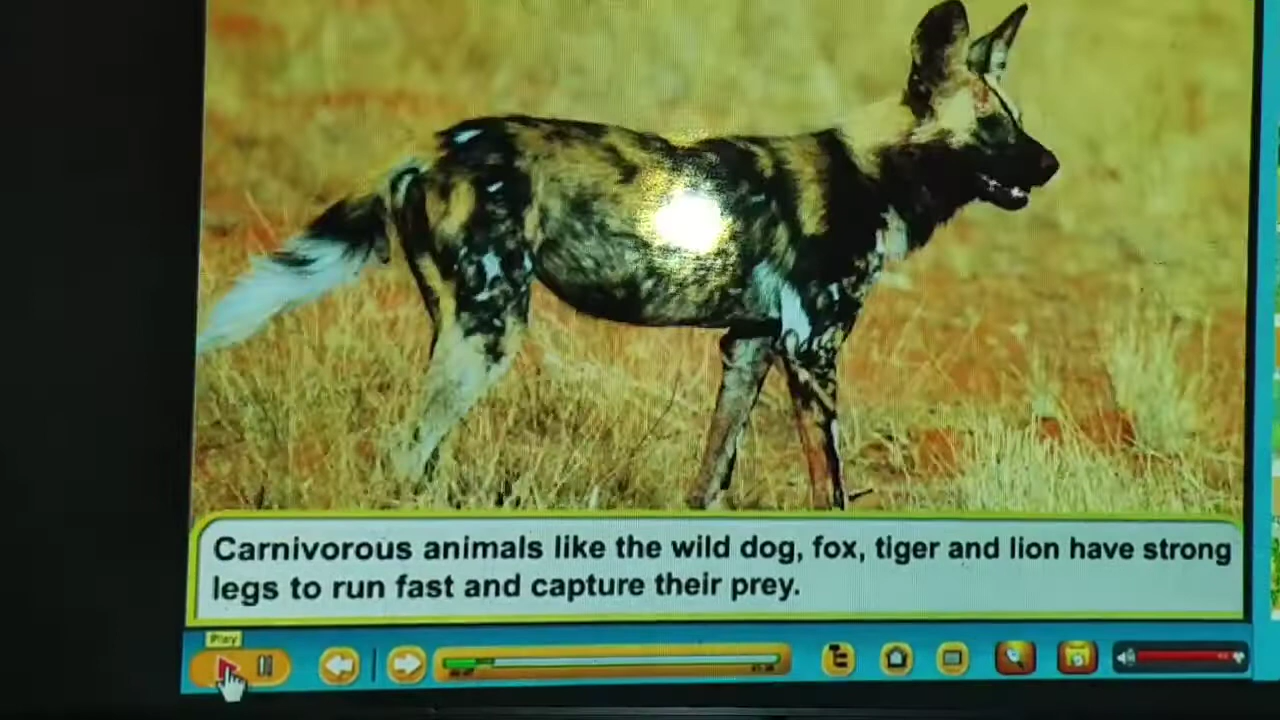 Carnivorous animals like the wild dog, fox, tiger and lion have strong
legs to run fast and capture their prey.
Play